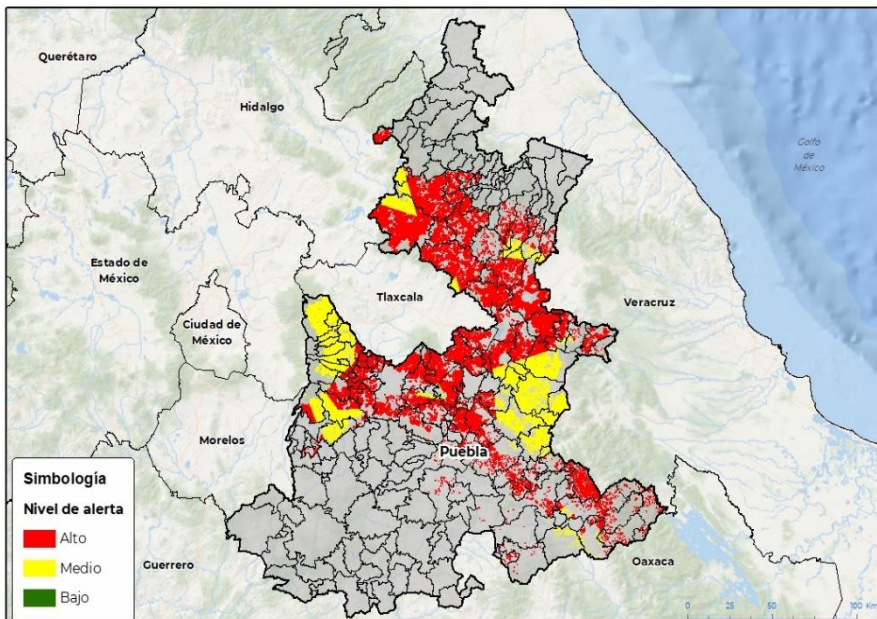 Querétaro
Hidalgo
Golfo
de
México
Estado de
México
Tlaxcala
Veracruz
Ciudad de
México
Morelos
Puebla
Simbología
Nivel de alerta
Alto
Medio
Bajo
Guerrero
Oaxaca
0 25 50 100 Km